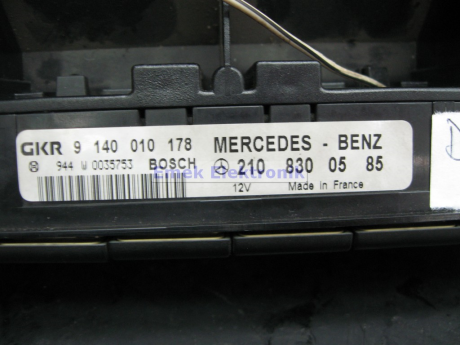 GKR 9 140 010 178 MERCEDES - BENZ
944 W 0035753 BOSCH 210 830 05 85
12V Made in France
Emek Elektronik
D